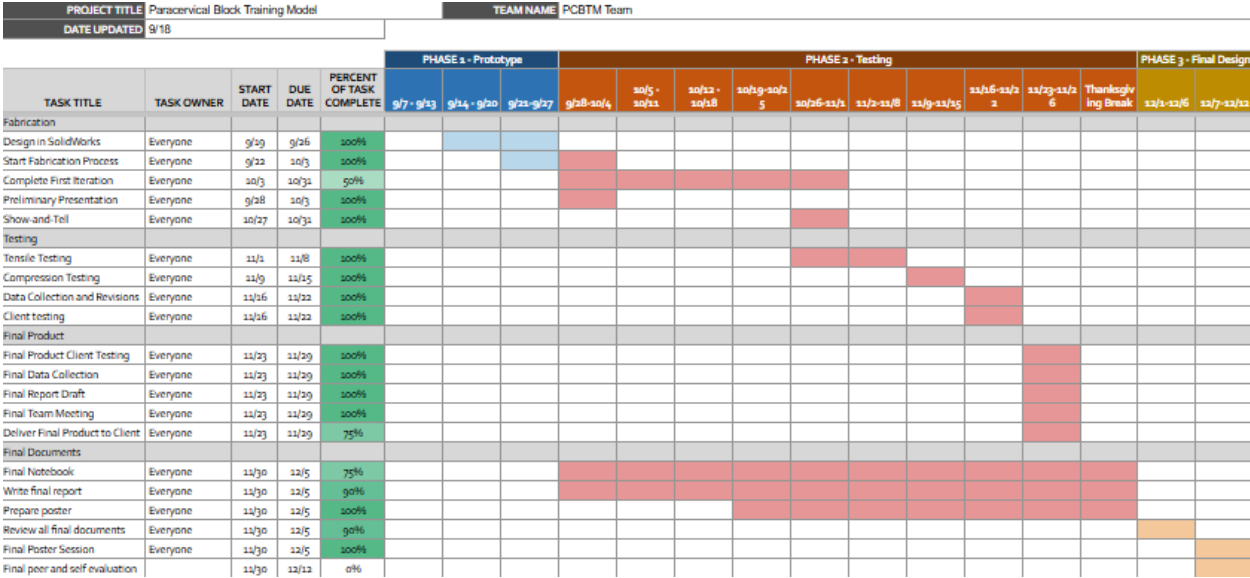 PROJECT TITLE Paracervical Block Training Model TEAM NAME PCBTM Team
DATE UPDATED 9/18
PHASE 1 - Prototype PHASE 2 - Testing PHASE 3 - Final Design
TASK TITLE TASK OWNER START DATE DUE DATE PERCENT OF TASK COMPLETE 9/7 - 9/13 9/14 - 9/20 9/21-9/27 9/28-10/4 10/5 - 10/11 10/12 - 10/18 10/19-10/25 10/26-11/1 11/2-11/8 11/9-11/15 11/16-11/22 11/23-11/26 Thanksgiving Break 12/1-12/6 12/7-12/12
Fabrication
Design in SolidWorks Everyone 9/19 9/26 100%
Start Fabrication Process Everyone 9/22 10/3 100%
Complete First Iteration Everyone 10/3 10/31 50%
Preliminary Presentation Everyone 9/28 10/3 100%
Show-and-Tell Everyone 10/27 10/31 100%
Testing
Tensile Testing Everyone 11/1 11/8 100%
Compression Testing Everyone 11/9 11/15 100%
Data Collection and Revisions Everyone 11/16 11/22 100%
Client testing Everyone 11/16 11/22 100%
Final Product
Final Product Client Testing Everyone 11/23 11/29 100%
Final Data Collection Everyone 11/23 11/29 100%
Final Report Draft Everyone 11/23 11/29 100%
Final Team Meeting Everyone 11/23 11/29 100%
Deliver Final Product to Client Everyone 11/23 11/29 75%
Final Documents
Final Notebook Everyone 11/30 12/5 75%
Write final report Everyone 11/30 12/5 90%
Prepare poster Everyone 11/30 12/5 100%
Review all final documents Everyone 11/30 12/5 90%
Final Poster Session Everyone 11/30 12/5 100%
Final peer and self evaluation 11/30 12/12 0%